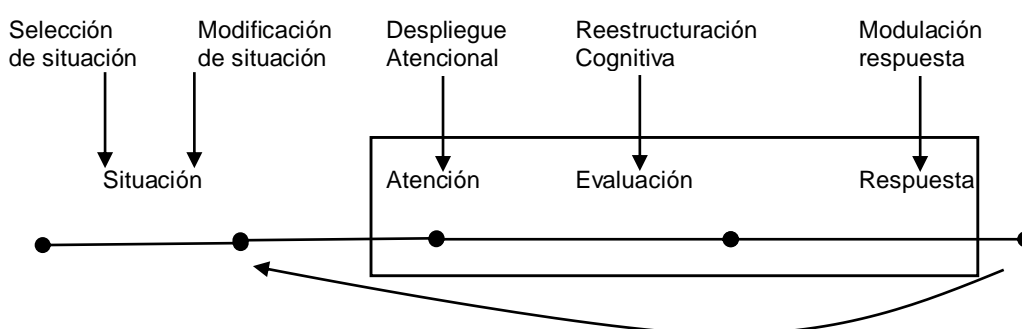 Selección
de situación
Modificación
de situación
Despliegue
Atencional
Reestructuración
Cognitiva
Modulación
respuesta
Situación
Atención
Evaluación
Respuesta